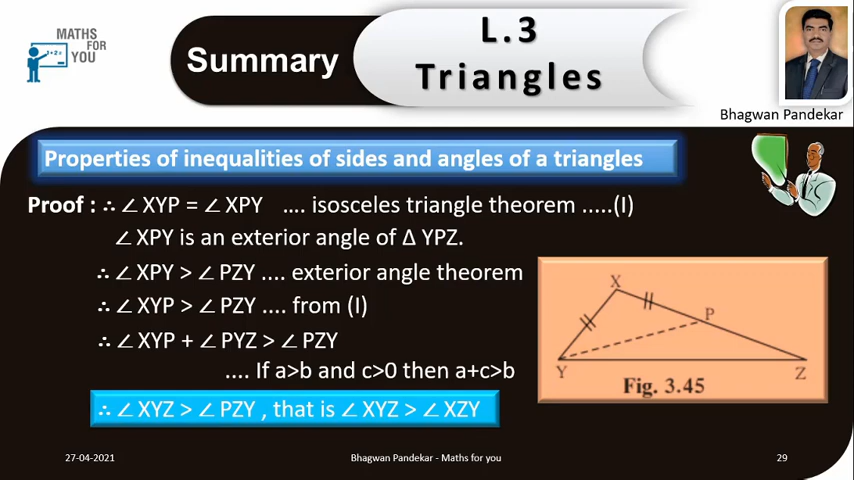 MATHS
FOR
YOU
Summary
L.3
Triangles
Bhagwan Pandekar
Properties of inequalities of sides and angles of a triangles
Proof : ∴ ∠ XYP = ∠ XPY .... isosceles triangle theorem .....(I)
∠ XPY is an exterior angle of Δ YPZ.
∴ ∠ XPY > ∠ PZY .... exterior angle theorem
∴ ∠ XYP > ∠ PZY .... from (I)
∴ ∠ XYP + ∠ PYZ > ∠ PZY
.... If a>b and c>0 then a+c>b
∴ ∠ XYZ > ∠ PZY , that is ∠ XYZ > ∠ XZY
X
P
Y
Z
Fig. 3.45
27-04-2021
Bhagwan Pandekar - Maths for you
29